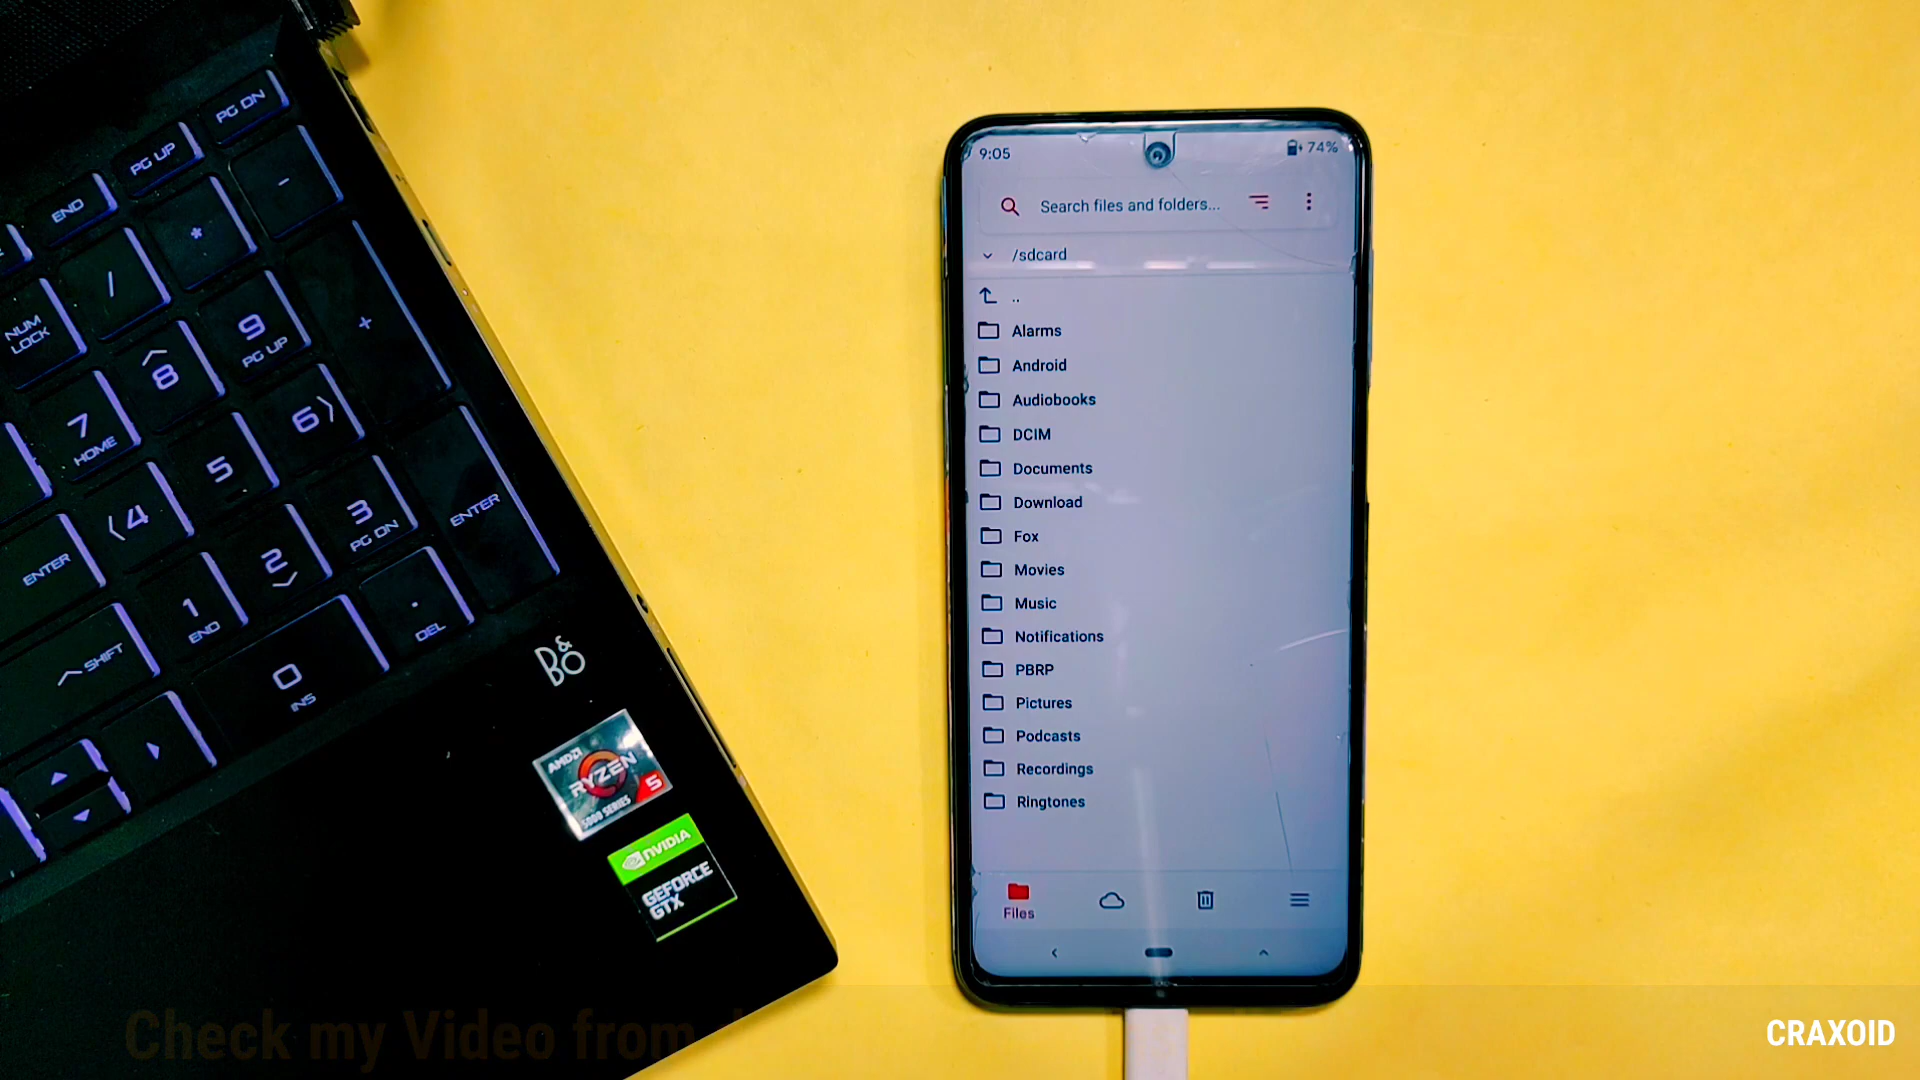 PG DN
PG UP
END
-
*
/
NUM
LOCK
+
9
PG UP
8
7
HOME
6
5
4
ENTER
3
PG DN
2
1
END
ENTER
SHIFT
0
INS
.
DEL
B&O
AMD
RYZEN
5
5000 SERIES
NVIDIA
GEFORCE
GTX
9:05
74%
Search files and folders...
/sdcard
..
Alarms
Android
Audiobooks
DCIM
Documents
Download
Fox
Movies
Music
Notifications
PBRP
Pictures
Podcasts
Recordings
Ringtones
Files
Check my Video from
CRAXOID